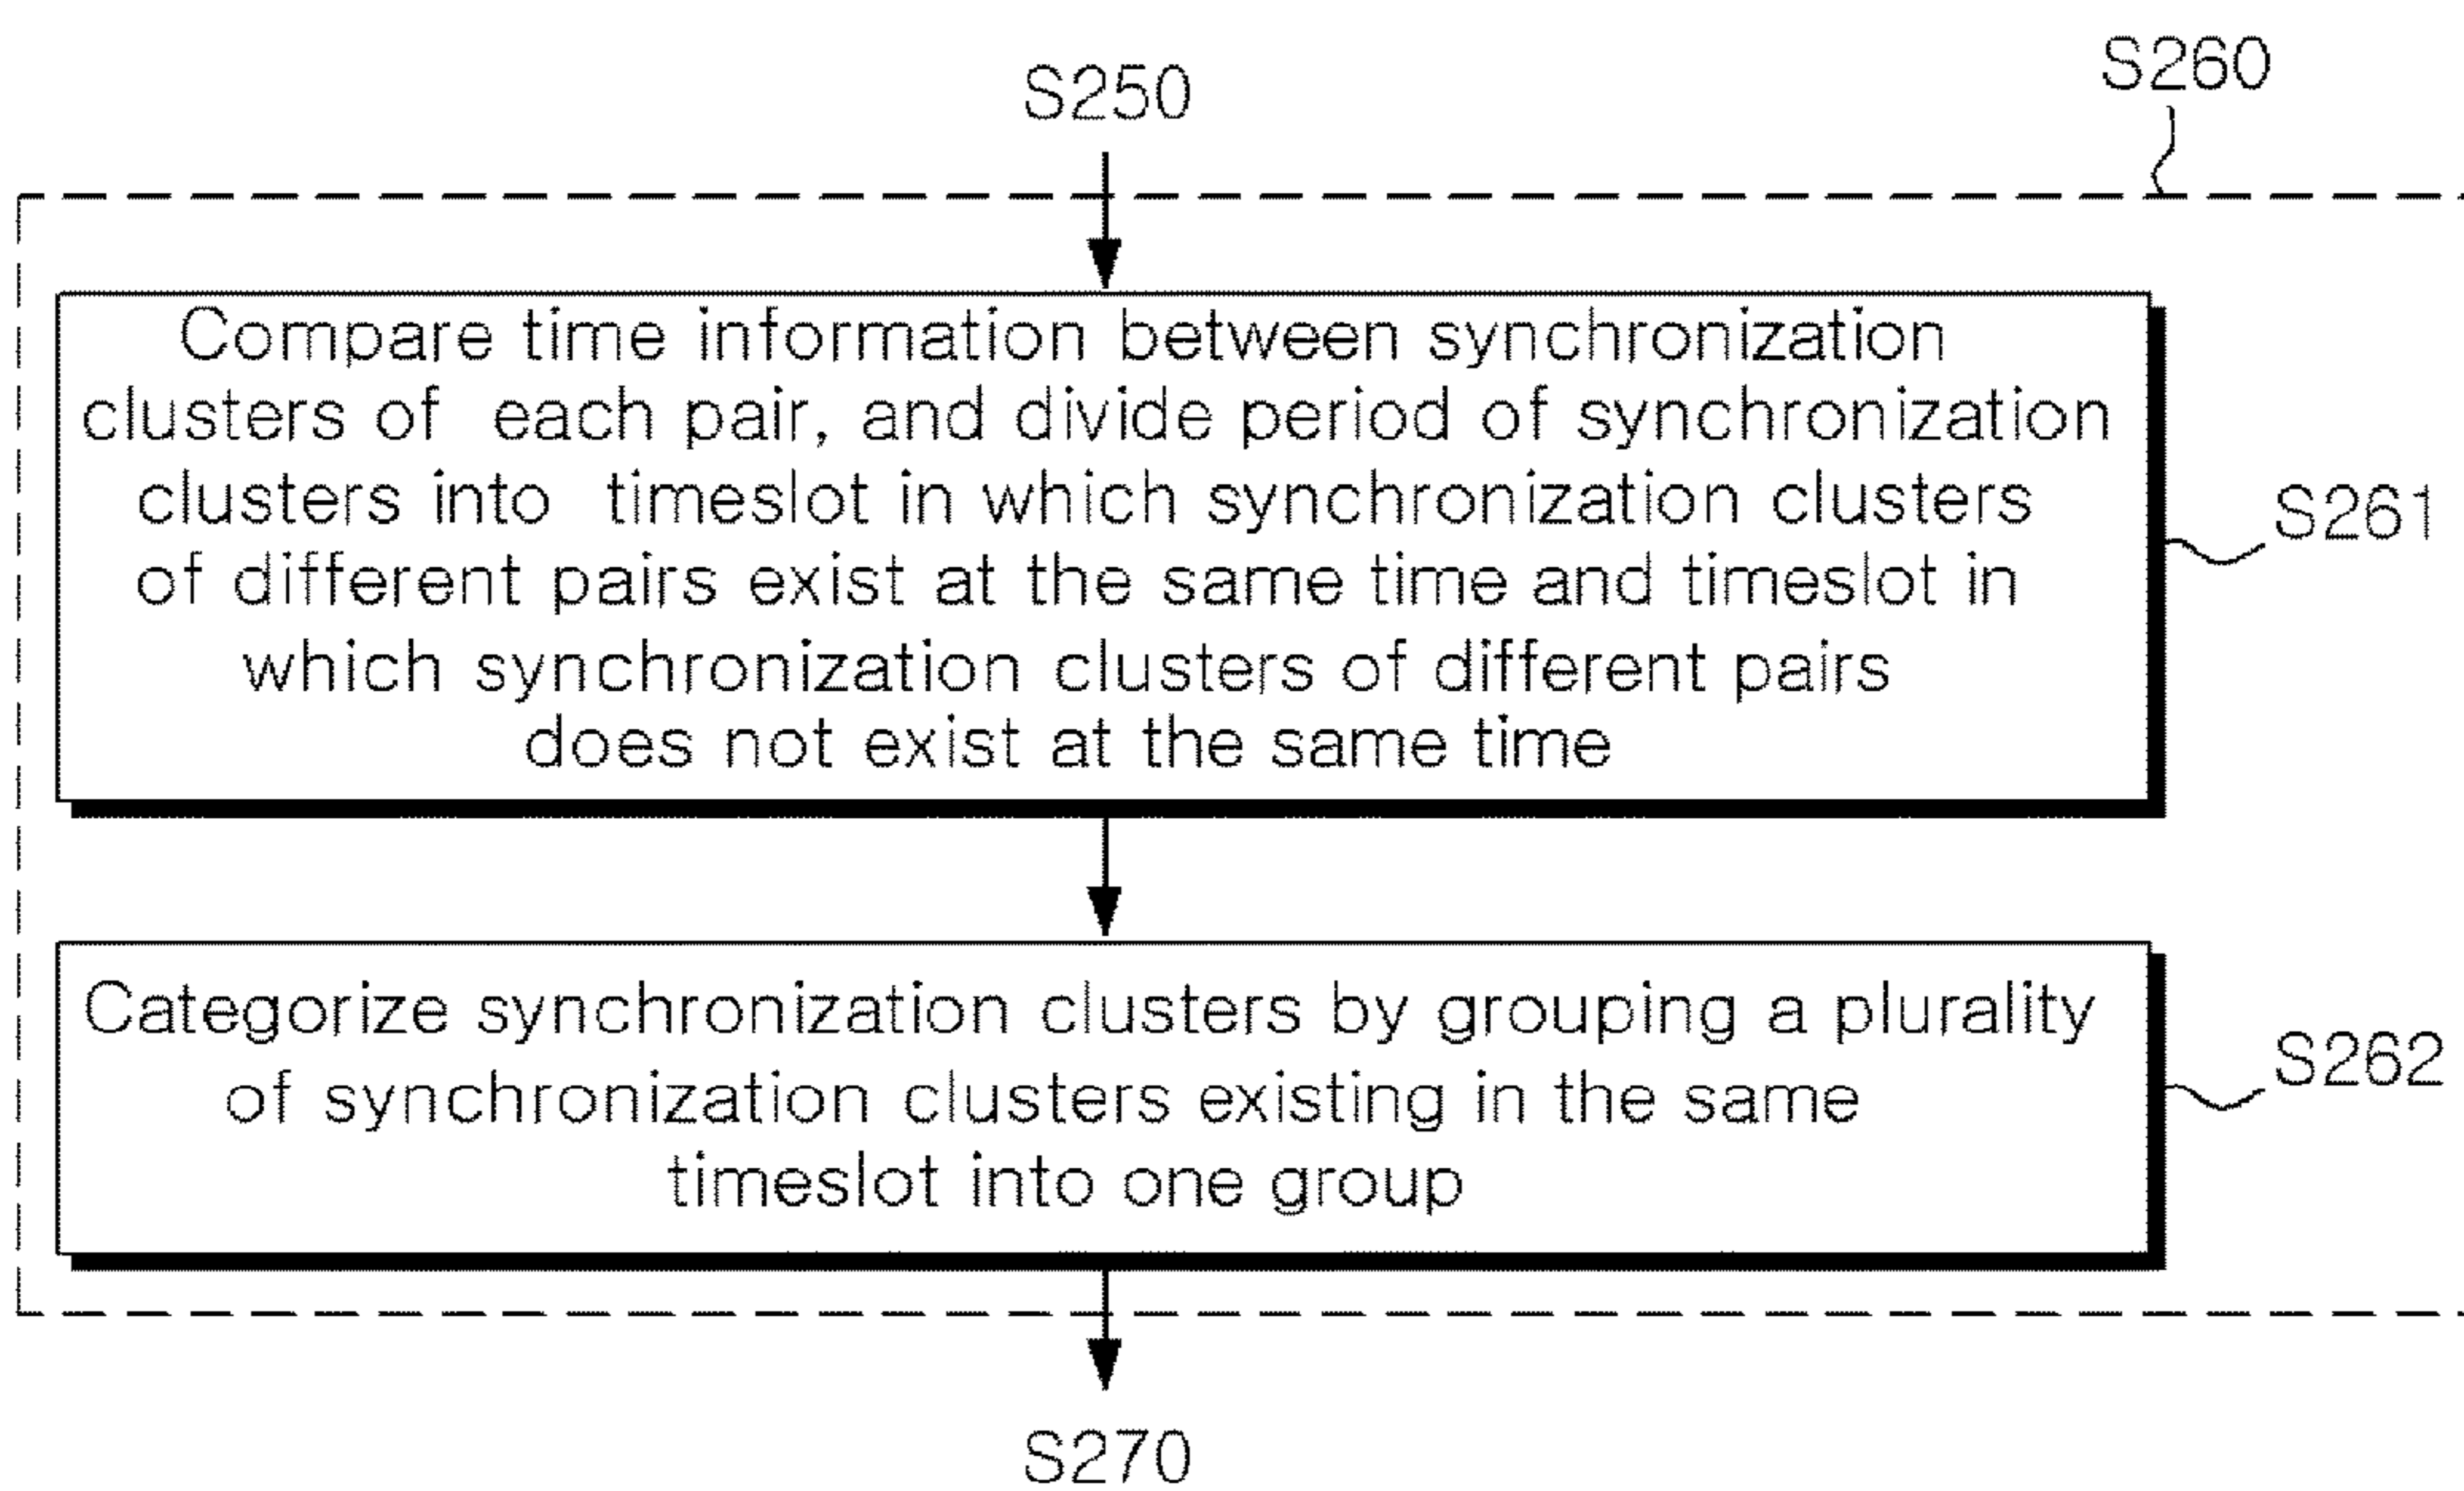 S250
S260
Compare time information between synchronization
clusters of each pair, and divide period of synchronization
clusters into timeslot in which synchronization clusters
of different pairs exist at the same time and timeslot in
which synchronization clusters of different pairs
does not exist at the same time
S261
Categorize synchronization clusters by grouping a plurality
of synchronization clusters existing in the same
timeslot into one group
S262
S270